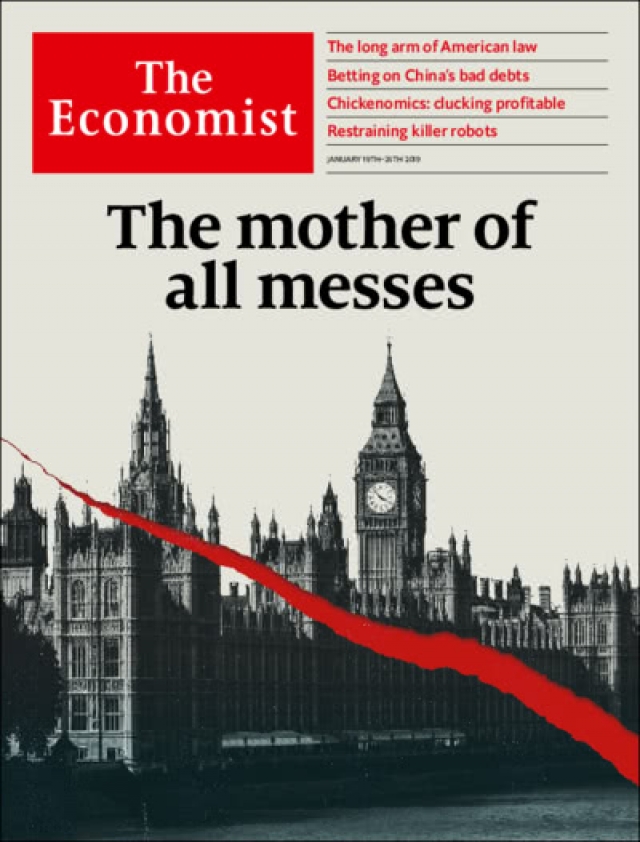 The
Economist
The long arm of American law
Betting on China's bad debts
Chickenomics: clucking profitable
Restraining killer robots
JANUARY 19TH–25TH 2019
The mother of
all messes